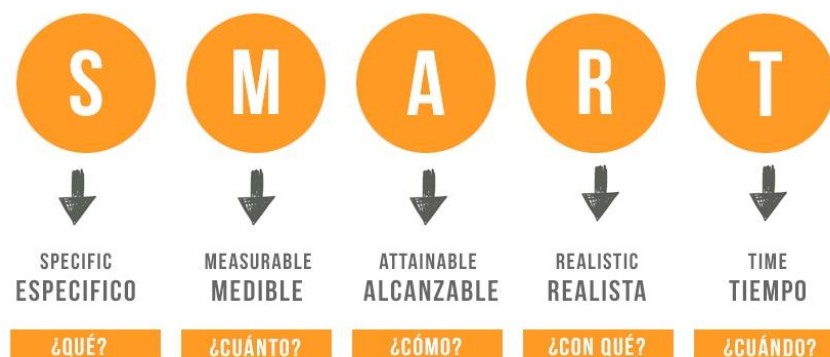 S M A R T
SPECIFIC MEASURABLE ATTAINABLE REALISTIC TIME
ESPECIFICO MEDIBLE ALCANZABLE REALISTA TIEMPO
¿QUÉ? ¿CUÁNTO? ¿CÓMO? ¿CON QUÉ? ¿CUÁNDO?